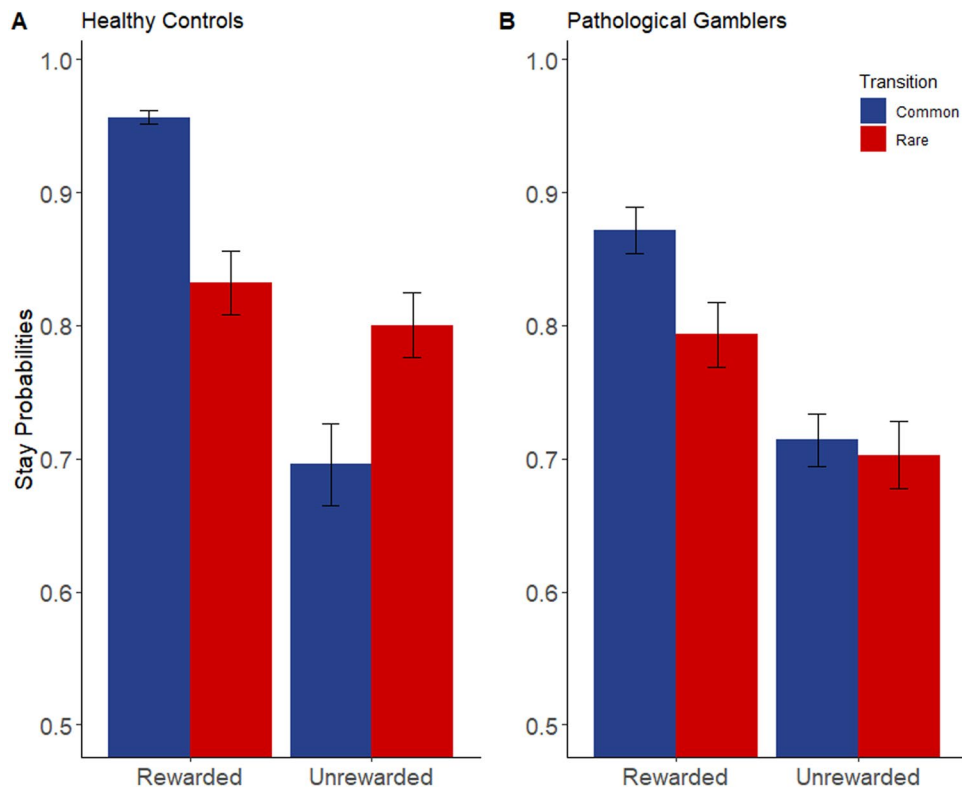 A
Healthy Controls
Stay Probabilities
1.0
0.9
0.8
0.7
0.6
0.5
Rewarded
Unrewarded
B
Pathological Gamblers
1.0
0.9
0.8
0.7
0.6
0.5
Rewarded
Unrewarded
Transition
Common
Rare